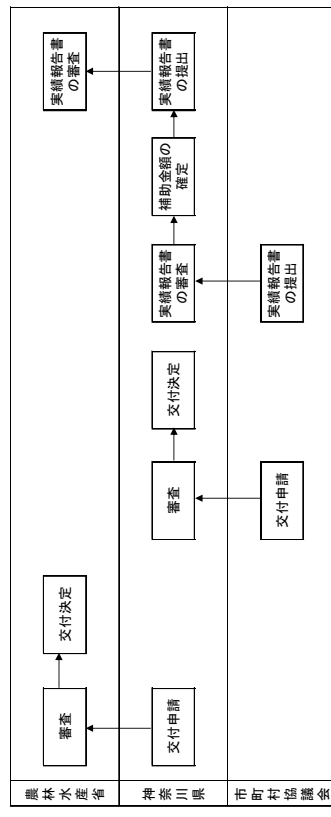 農林水産省
審査
交付決定
実績報告書
の審査
神奈川県
交付申請
審査
交付決定
実績報告書
の審査
補助金額の
確定
実績報告書
の提出
市町村協議会
交付申請
実績報告書
の提出